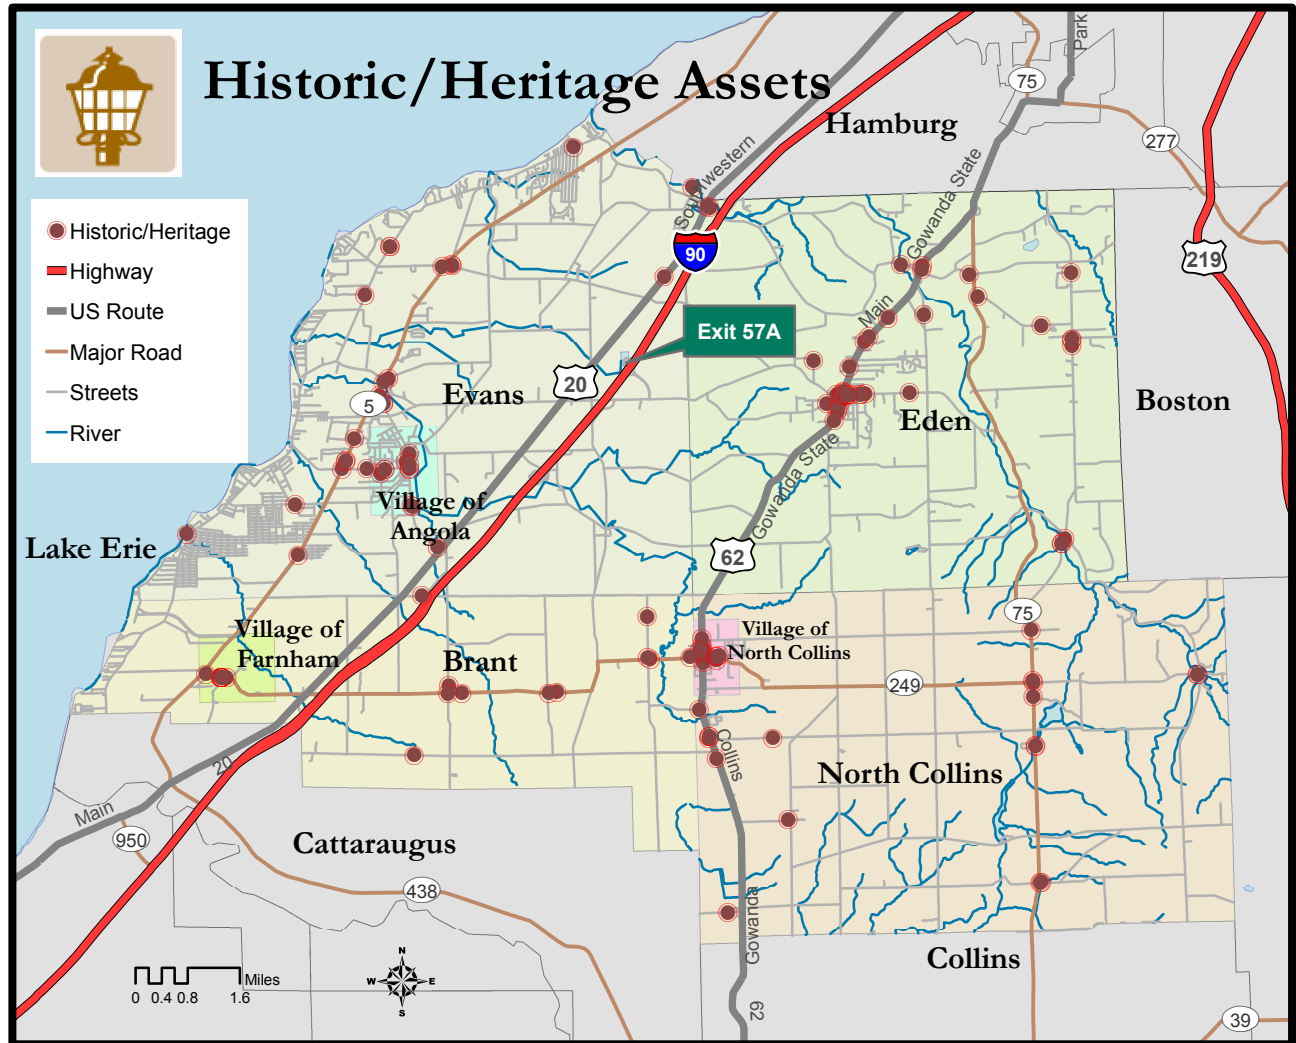 Historic/Heritage Assets
Historic/Heritage
Highway
US Route
Major Road
Streets
River
Park
75
Hamburg
277
Southwestern
Gowanda State
90
219
Exit 57A
Main
20
Evans
5
Eden
Boston
Village of
Angola
Gowanda State
Lake Erie
62
75
Village of
Farnham
Village of
North Collins
Brant
249
Collins
North Collins
20
Main
950
Cattaraugus
438
Gowanda
Collins
N
W E
S
Miles
0 0.4 0.8 1.6
62
39